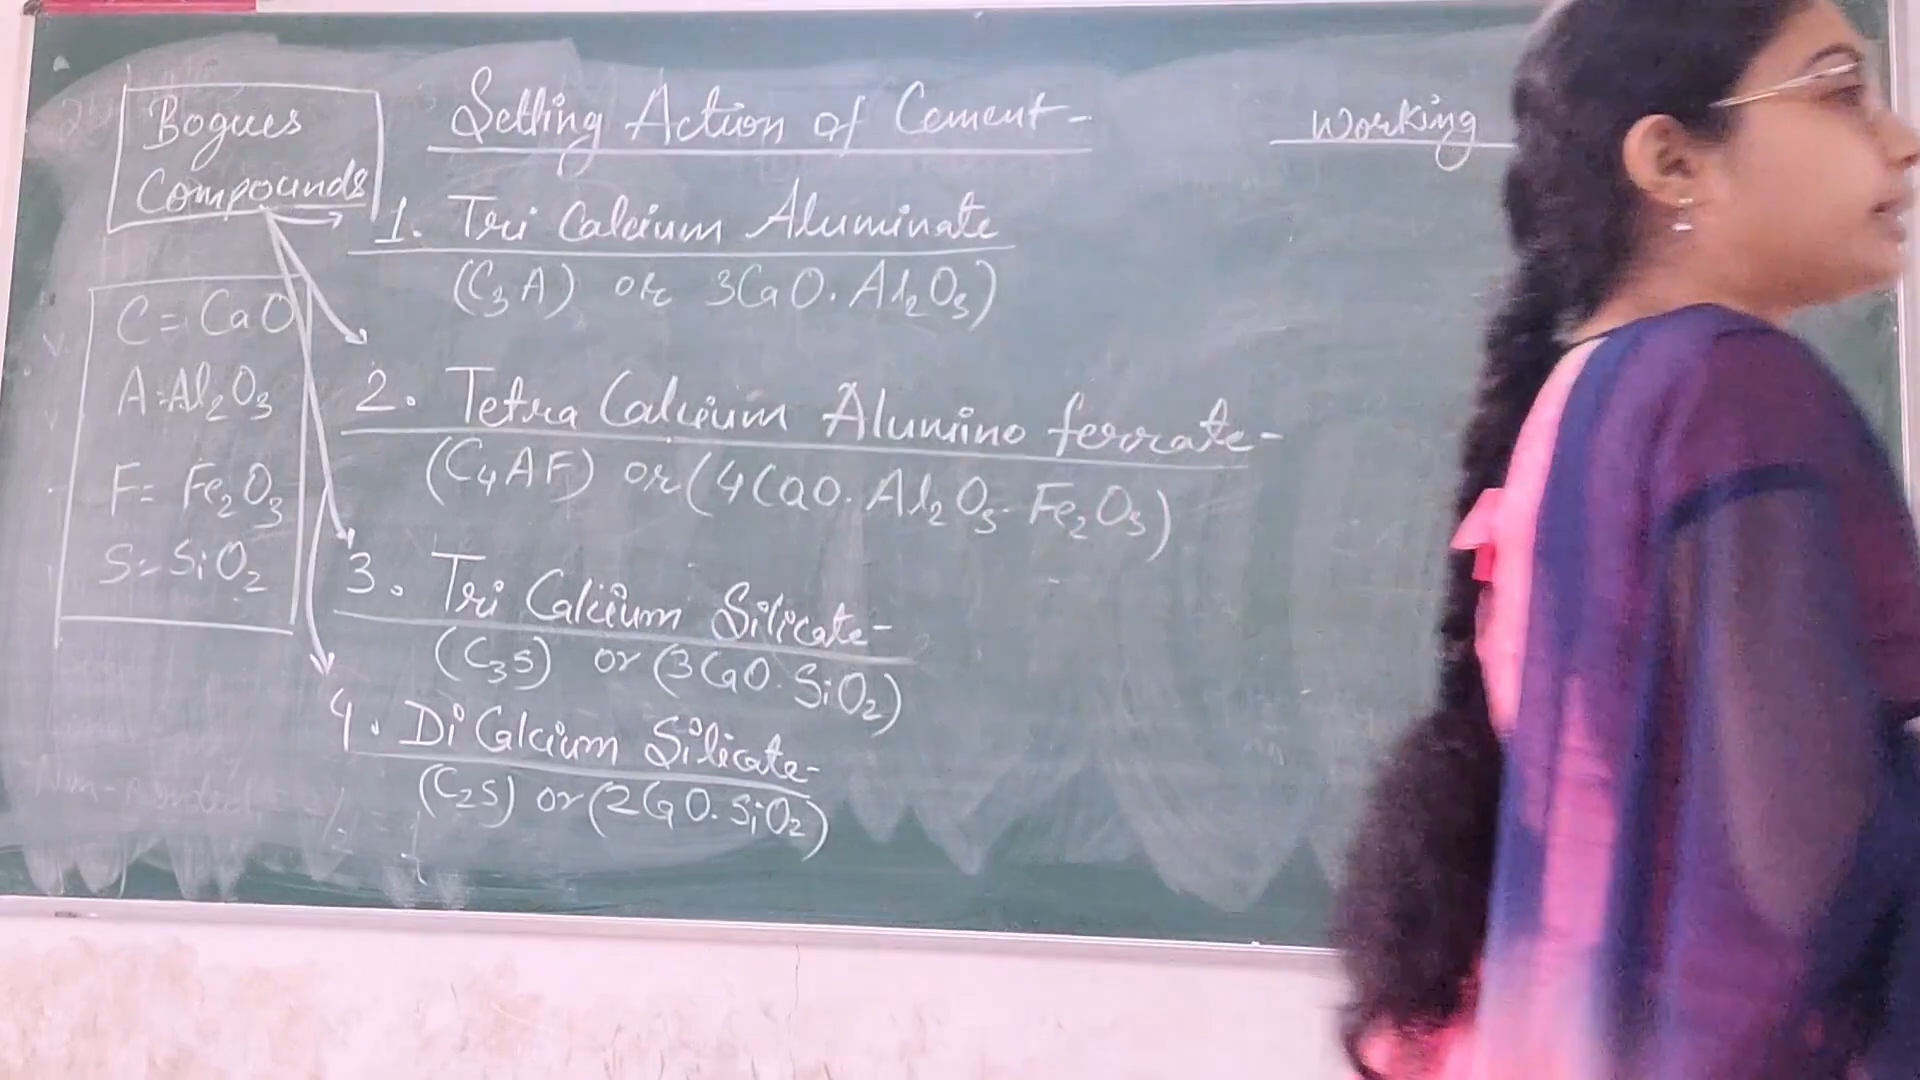 Bogues
Compounds
Setting Action of Cement-
Working
1. Tri Calcium Aluminate
(C₃A) or 3CaO.Al₂O₃)
C=CaO
A=Al₂O₃
F= Fe₂O₃
S= SiO₂
2. Tetra Calcium Alumino ferrate-
(C₄AF) or (4CaO.Al₂O₃.Fe₂O₃)
3. Tri Calcium Silicate-
(C₃S) or (3CaO.SiO₂)
4. Di Calcium Silicate-
(C₂S) or (2CaO.SiO₂)